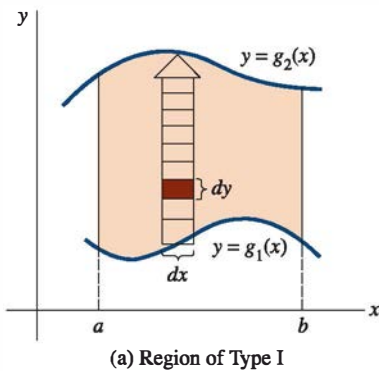 y
y = g₂(x)
dy
y = g₁(x)
dx
a
b
x
(a) Region of Type I